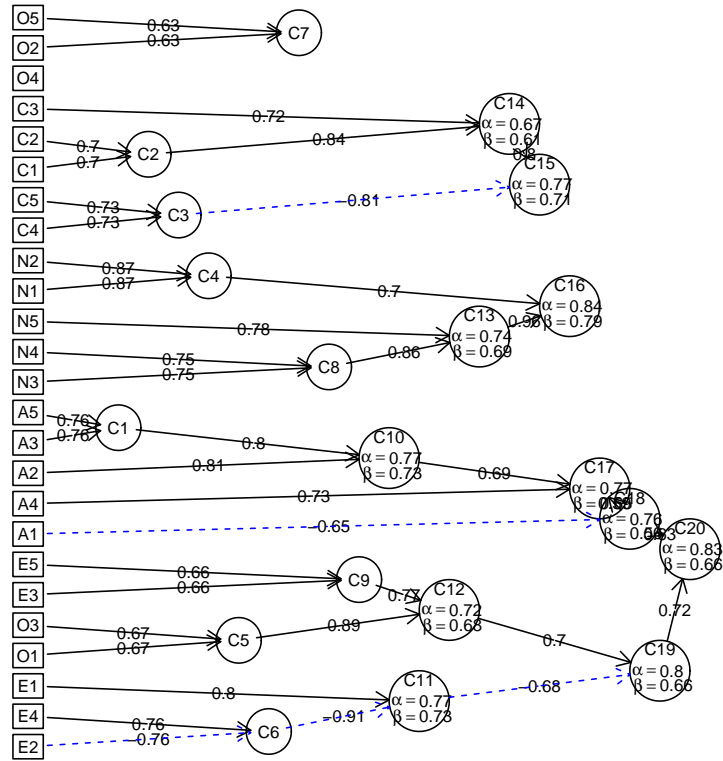 O5
0.63
O2
0.63
C7
O4
C3
0.72
C14
α = 0.67
β = 0.61
C2
0.7
C1
0.7
C2
0.84
C15
α = 0.77
β = 0.71
C5
0.73
C4
0.73
C3
−0.81
N2
0.87
N1
0.87
C4
0.7
C16
α = 0.84
β = 0.79
N5
0.78
C13
α = 0.74
β = 0.69
N4
0.75
N3
0.75
C8
0.86
A5
0.76
A3
0.76
C1
0.8
C10
α = 0.77
β = 0.73
A2
0.81
0.69
C17
α = 0.77
A4
0.73
α = 0.76
A1
−0.65
C20
α = 0.83
β = 0.66
E5
0.66
E3
0.66
C9
0.77
C12
α = 0.72
β = 0.68
O3
0.67
O1
0.67
C5
0.89
0.7
0.72
C19
α = 0.8
β = 0.66
E1
0.8
C11
α = 0.77
β = 0.73
−0.68
E4
0.76
E2
−0.76
C6
−0.91